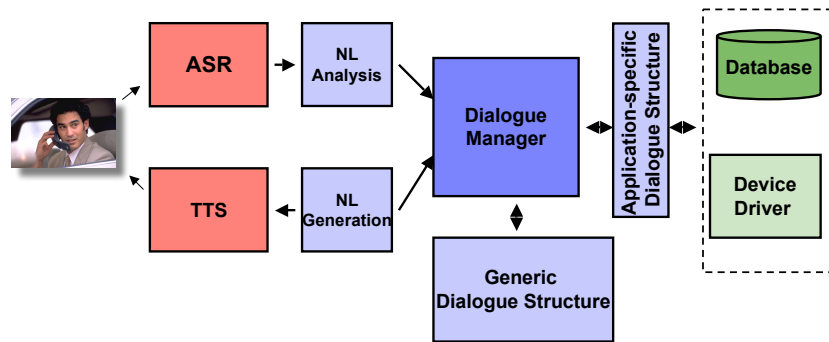 ASR
NL
Analysis
TTS
NL
Generation
Dialogue
Manager
Generic
Dialogue Structure
Application-specific
Dialogue Structure
Database
Device
Driver